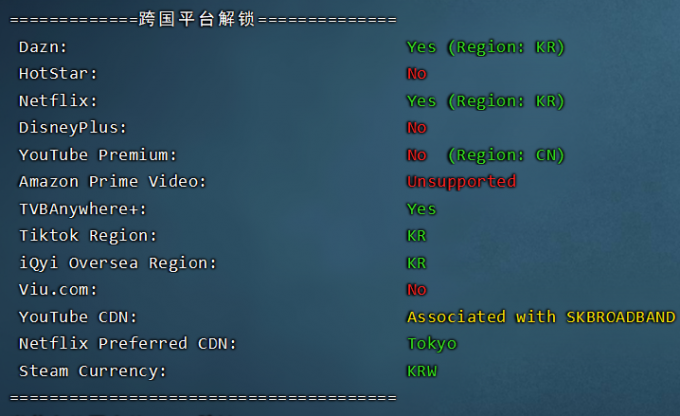 =============跨国平台解锁==============
Dazn: Yes (Region: KR)
HotStar: No
Netflix: Yes (Region: KR)
DisneyPlus: No
YouTube Premium: No (Region: CN)
Amazon Prime Video: Unsupported
TVBAnywhere+: Yes
Tiktok Region: KR
iQyi Oversea Region: KR
Viu.com: No
YouTube CDN: Associated with SKBROADBAND
Netflix Preferred CDN: Tokyo
Steam Currency: KRW
=======================================